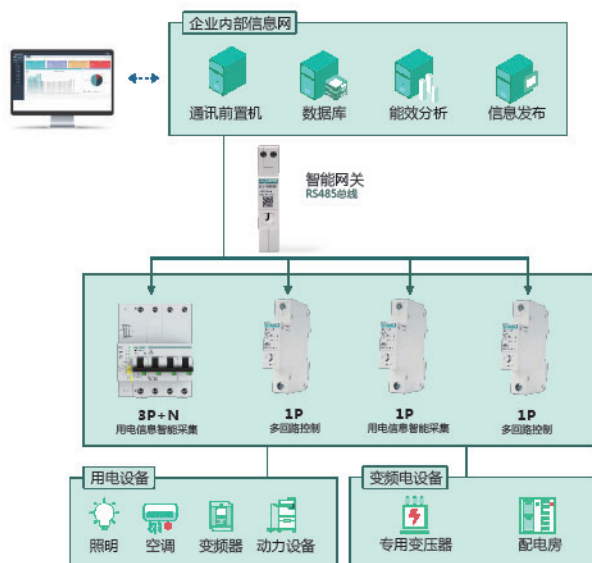 企业内部信息网
通讯前置机
数据库
能效分析
信息发布
智能网关
RS485总线
3P+N
用电信息智能采集
1P
多回路控制
1P
用电信息智能采集
1P
多回路控制
用电设备
照明
空调
变频器
动力设备
变频电设备
专用变压器
配电房